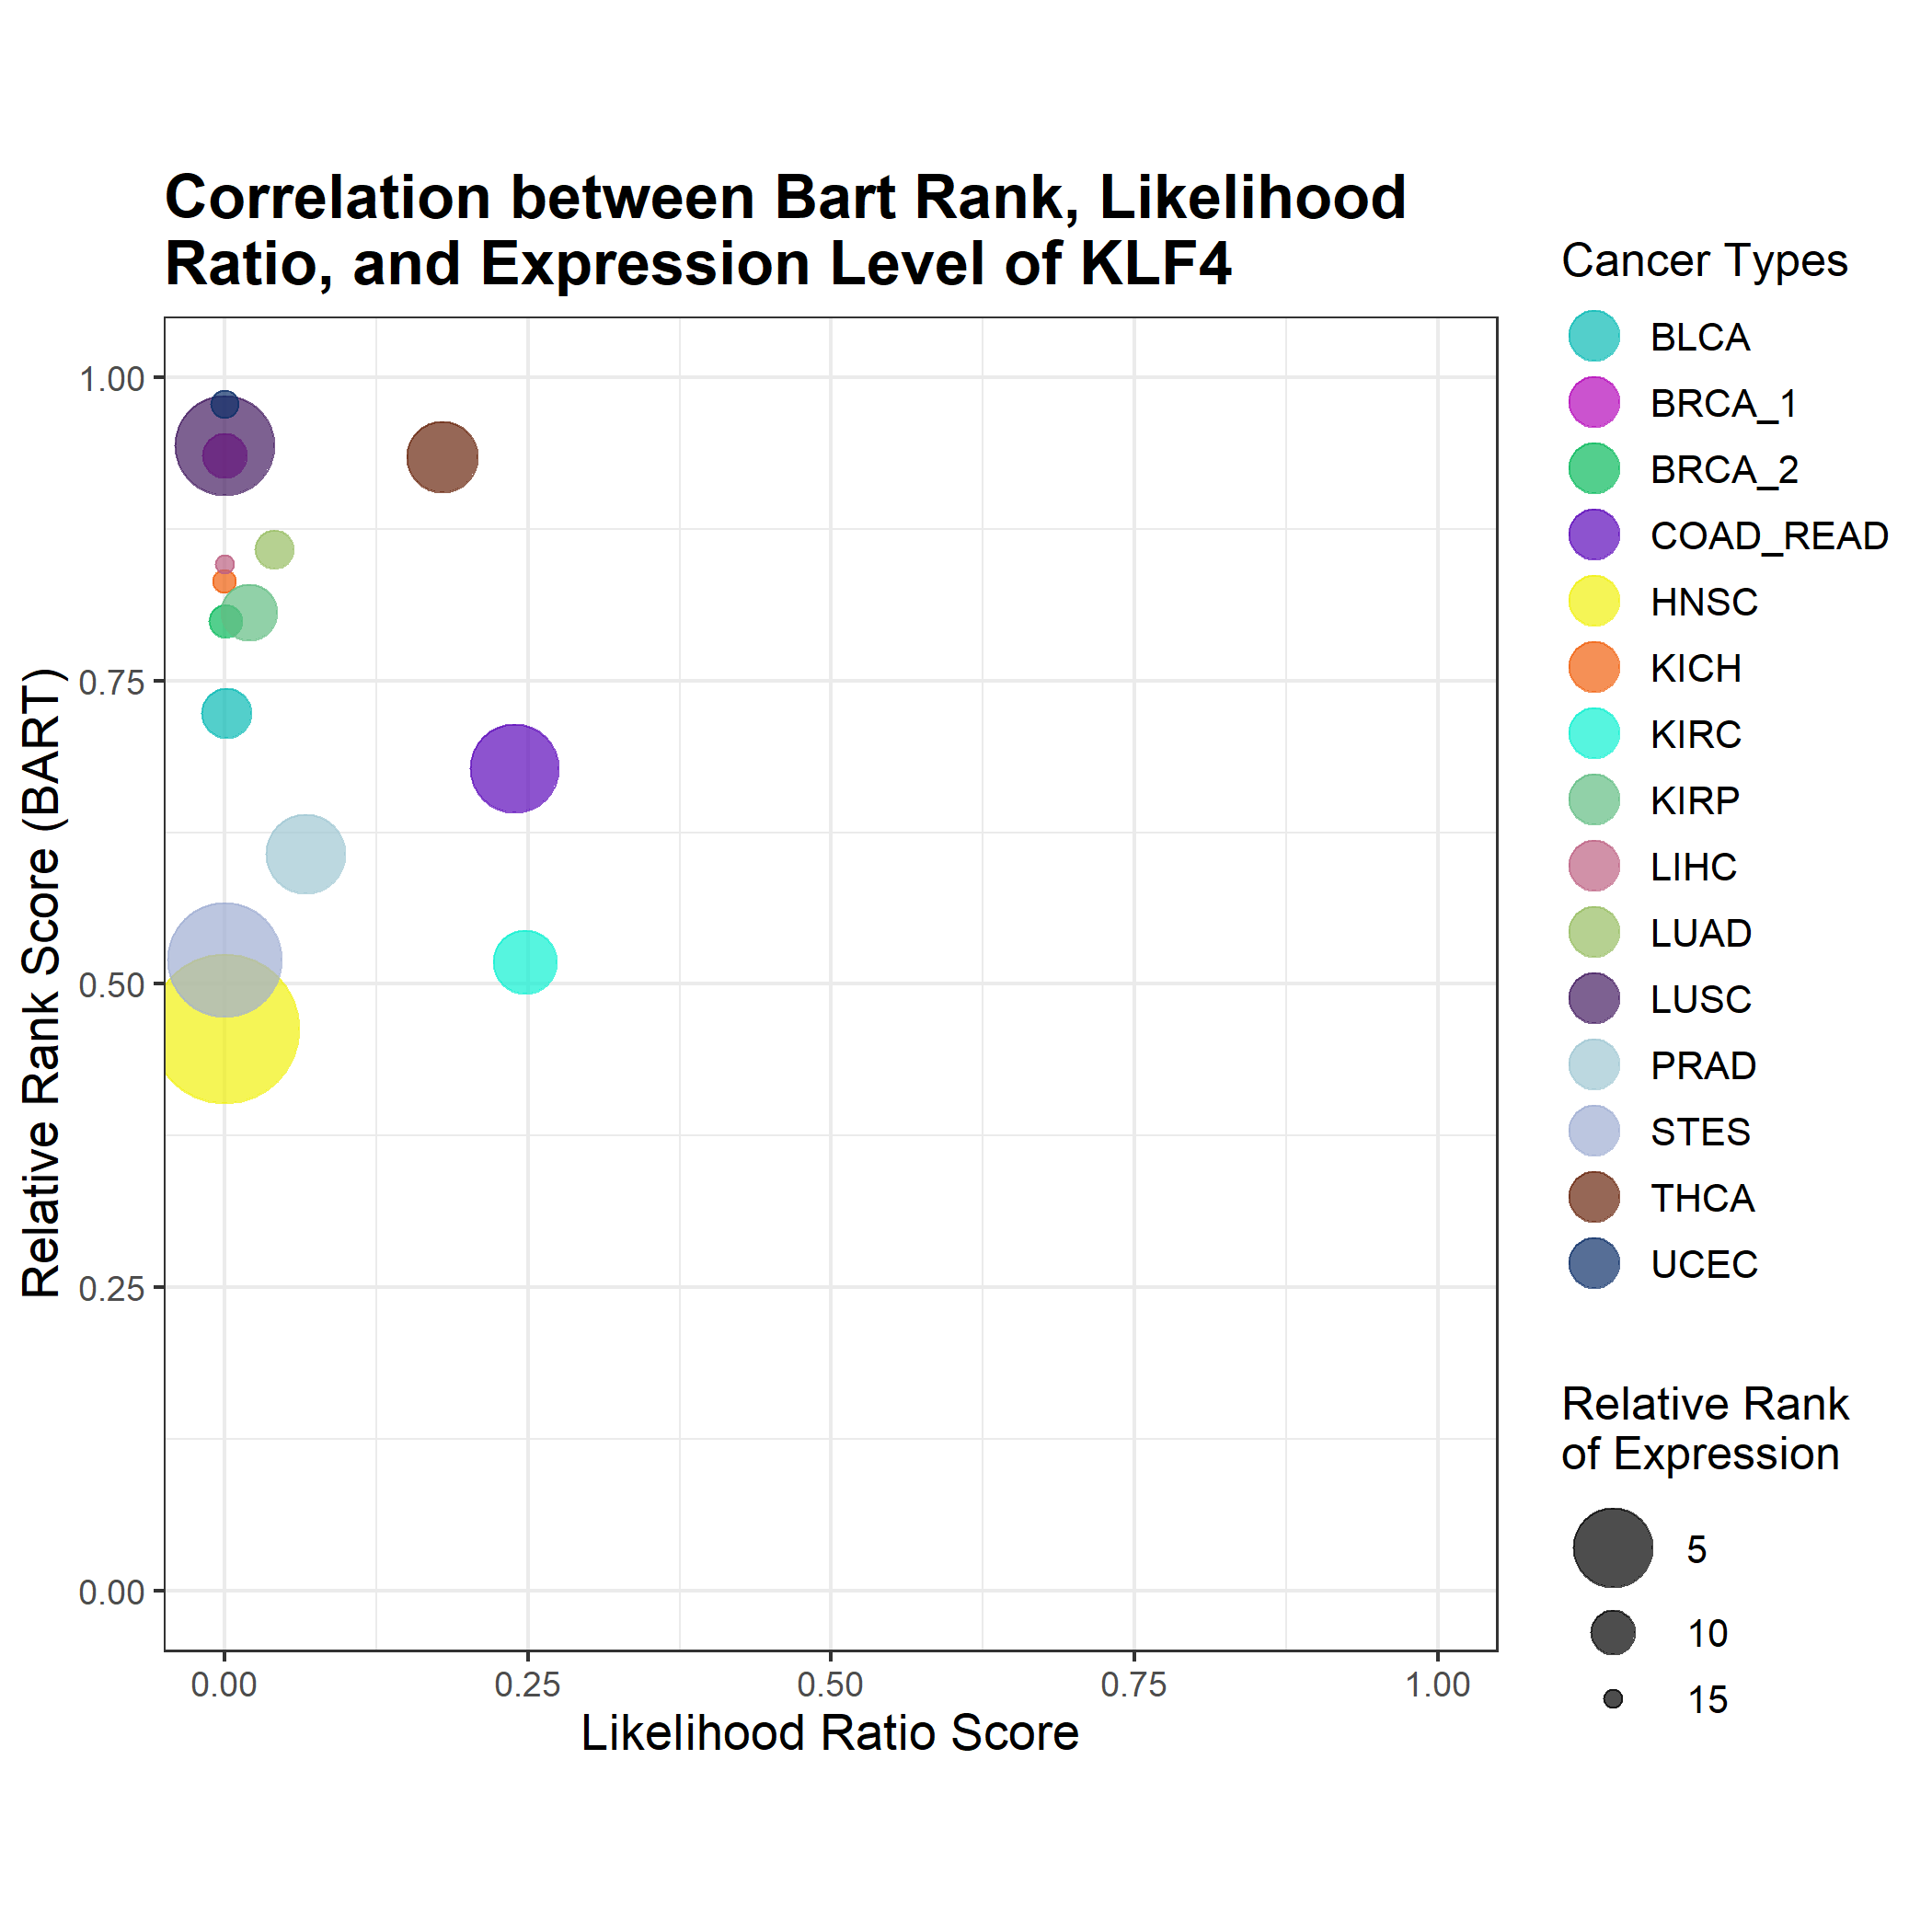 Correlation between Bart Rank, Likelihood
Ratio, and Expression Level of KLF4
Relative Rank Score (BART)
1.00
0.75
0.50
0.25
0.00
0.00 0.25 0.50 0.75 1.00
Likelihood Ratio Score
Cancer Types
BLCA
BRCA_1
BRCA_2
COAD_READ
HNSC
KICH
KIRC
KIRP
LIHC
LUAD
LUSC
PRAD
STES
THCA
UCEC
Relative Rank
of Expression
5
10
15